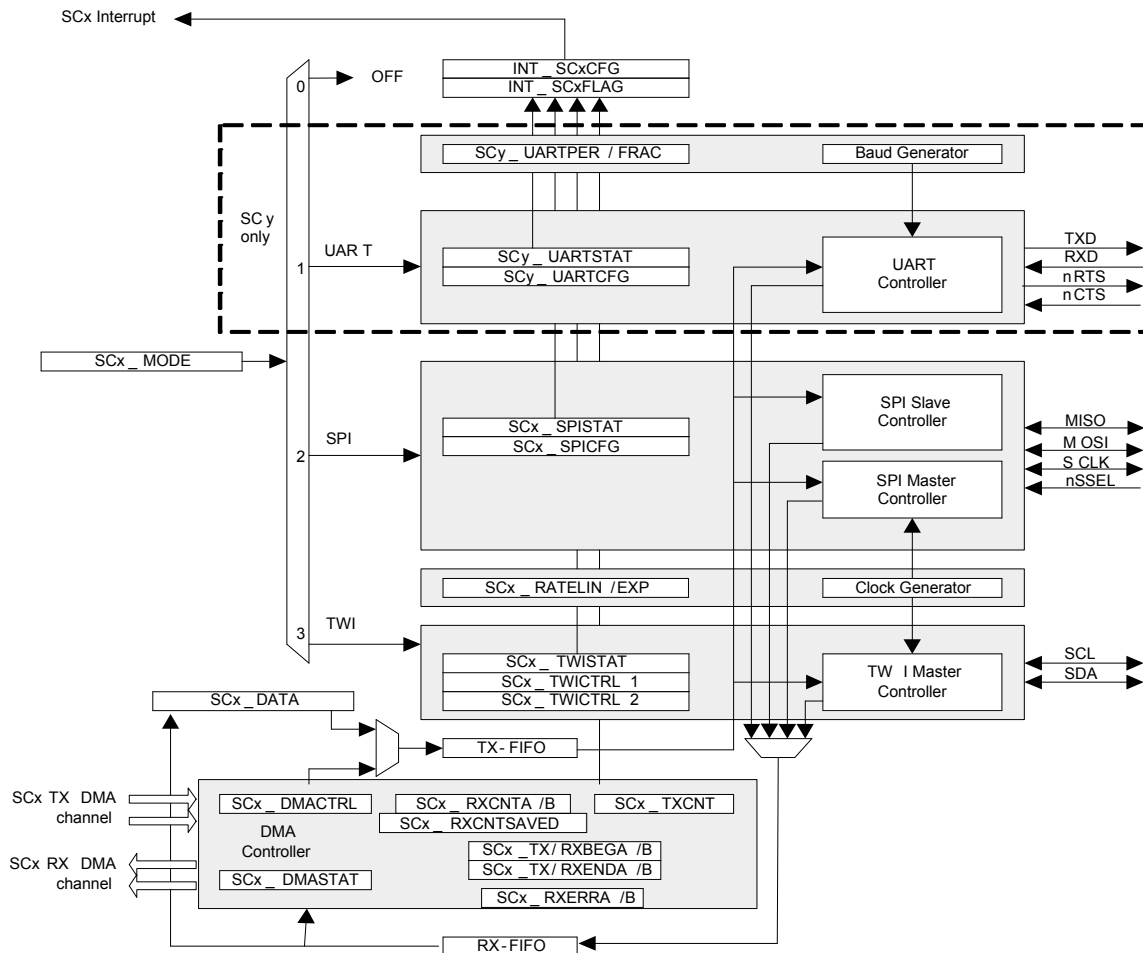 SCx Interrupt
0
OFF
INT _ SCxCFG
INT _ SCxFLAG
SCy _ UARTPER / FRAC
Baud Generator
SC y
only
1
UAR T
SCy _ UARTSTAT
SCy _ UARTCFG
UART
Controller
TXD
RXD
nRTS
nCTS
SCx _ MODE
2
SPI
SCx _ SPISTAT
SCx _ SPICFG
SPI Slave
Controller
SPI Master
Controller
MISO
M OSI
S CLK
nSSEL
SCx _ RATELIN /EXP
Clock Generator
3
TWI
SCx _ TWISTAT
SCx _ TWICTRL 1
SCx _ TWICTRL 2
TW I Master
Controller
SCL
SDA
SCx _ DATA
TX- FIFO
SCx TX DMA
channel
SCx _ DMACTRL
SCx _ RXCNTA /B
SCx _ TXCNT
SCx _ RXCNTSAVED
DMA
Controller
SCx _ TX/ RXBEGA /B
SCx _ TX/ RXENDA /B
SCx RX DMA
channel
SCx _ DMASTAT
SCx _ RXERRA /B
RX- FIFO